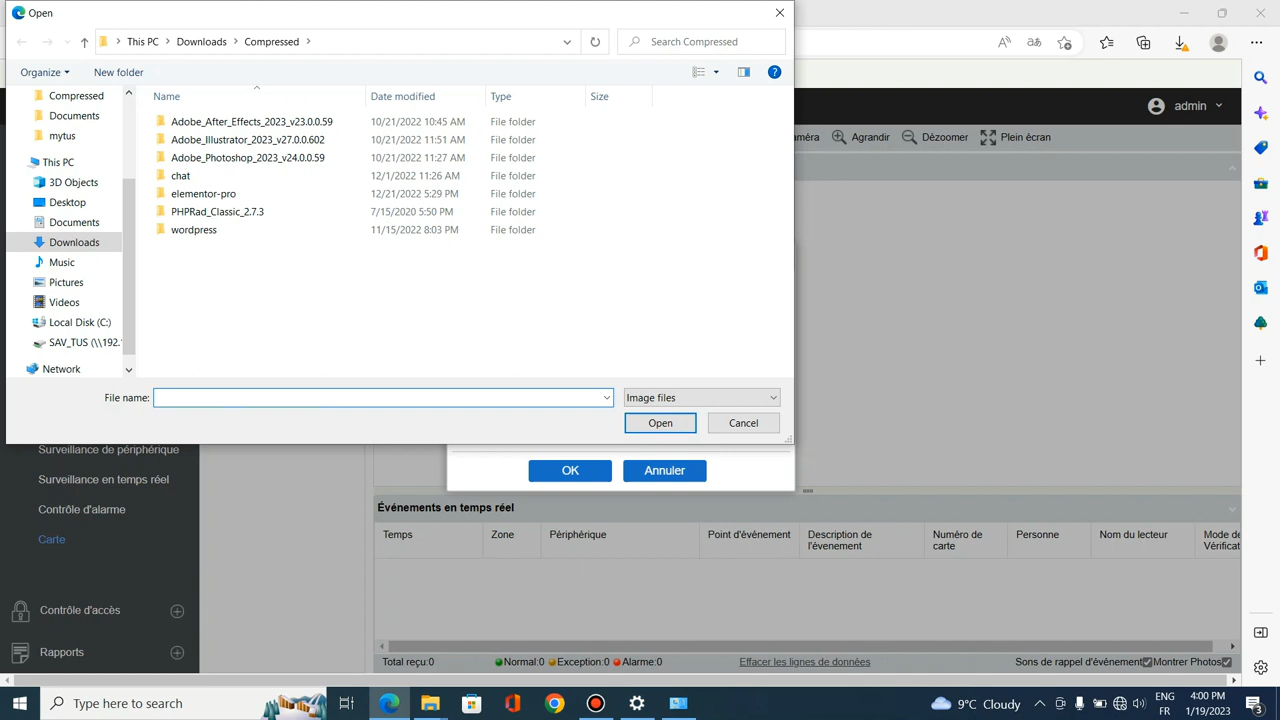 Open
This PC
Downloads
Compressed
Search Compressed
Organize
New folder
Compressed
Documents
mytus
This PC
3D Objects
Desktop
Documents
Downloads
Music
Pictures
Videos
Local Disk (C:)
SAV_TUS (\\192.
Network
Name
Date modified
Type
Size
Adobe_After_Effects_2023_v23.0.0.59 10/21/2022 10:45 AM File folder
Adobe_Illustrator_2023_v27.0.0.602 10/21/2022 11:51 AM File folder
Adobe_Photoshop_2023_v24.0.0.59 10/21/2022 11:27 AM File folder
chat 12/1/2022 11:26 AM File folder
elementor-pro 12/21/2022 5:29 PM File folder
PHPRad_Classic_2.7.3 7/15/2020 5:50 PM File folder
wordpress 11/15/2022 8:03 PM File folder
File name:
Image files
Open
Cancel
admin
Agrandir
Dézoomer
Plein écran
Surveillance de périphérique
Surveillance en temps réel
Contrôle d'alarme
Carte
Contrôle d'accès
Rapports
OK
Annuler
Événements en temps réel
Temps
Zone
Périphérique
Point d'événement
Description de
l'évenement
Numéro de
carte
Personne
Nom du lecteur
Mode de
Vérificat
Total reçu:0
Normal:0
Exception:0
Alarme:0
Effacer les lignes de données
Sons de rappel d'événement
Montrer Photos
Type here to search
9°C Cloudy
ENG
FR
4:00 PM
1/19/2023
3